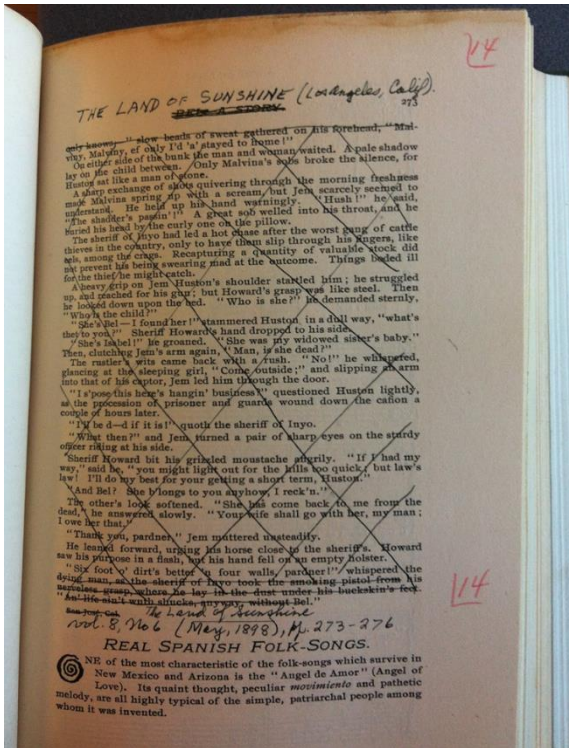 14
THE LAND OF SUNSHINE (Los Angeles, Calif).
273
only knows," slow beads of sweat gathered on his forehead, "Mal-
viny, Malviny, ef only I'd 'a' stayed to home!"
On either side of the bunk the man and woman waited. A pale shadow
lay on the child between. Only Malvina's sobs broke the silence, for
Huston sat like a man of stone.
A sharp exchange of shots quivering through the morning freshness
made Malvina spring up with a scream, but Jem scarcely seemed to
understand. He held up his hand warningly. "Hush!" he said,
"The shadder's passin'!" A great sob welled into his throat, and he
buried his head by the curly one on the pillow.
The sheriff of Inyo had led a hot chase after the worst gang of cattle
thieves in the country, only to have them slip through his fingers, like
eels, among the crags. Recapturing a quantity of valuable stock did
not prevent his being swearing mad at the outcome. Things boded ill
for the thief he might catch.
A heavy grip on Jem Huston's shoulder startled him; he struggled
up, and reached for his gun; but Howard's grasp was like steel. Then
he looked down upon the bed. "Who is she?" he demanded sternly,
"Who is the child?"
"She's Bel—I found her!" stammered Huston in a dull way, "what's
they to you?" Sheriff Howard's hand dropped to his side.
"She's Isabel!" he groaned. "She was my widowed sister's baby."
Then, clutching Jem's arm again, "Man, is she dead?"
The rustler's wits came back with a rush. "No!" he whispered,
glancing at the sleeping girl, "Come outside;" and slipping an arm
into that of his captor, Jem led him through the door.
"I s'pose this here's hangin' business?" questioned Huston lightly,
as the procession of prisoner and guards wound down the cañon a
couple of hours later.
"I'll be d—d if it is!" quoth the sheriff of Inyo.
"What then?" and Jem turned a pair of sharp eyes on the sturdy
officer riding at his side.
Sheriff Howard bit his grizzled moustache angrily. "If I had my
way," said he, "you might light out for the hills too quick; but law's
law! I'll do my best for your getting a short term, Huston."
"And Bel? She b'longs to you anyhow, I reck'n."
The other's look softened. "She has come back to me from the
dead," he answered slowly. "Your wife shall go with her, my man;
I owe her that."
"Thank you, pardner," Jem muttered unsteadily.
He leaned forward, urging his horse close to the sheriff's. Howard
saw his purpose in a flash, but his hand fell on an empty holster.
"Six foot o' dirt's better'n four walls, pardner!" whispered the
dying man, as the sheriff of Inyo took the smoking pistol from his
nerveless grasp, where he lay in the dust under his buckskin's feet.
"An' life ain't wuth shucks, anyway, without Bel."
San José, Cal.
The Land of Sunshine
vol. 8, No 6 (May, 1898), pp. 273-276
14
REAL SPANISH FOLK-SONGS.
ONE of the most characteristic of the folk-songs which survive in
New Mexico and Arizona is the "Angel de Amor" (Angel of
Love). Its quaint thought, peculiar movimiento and pathetic
melody, are all highly typical of the simple, patriarchal people among
whom it was invented.